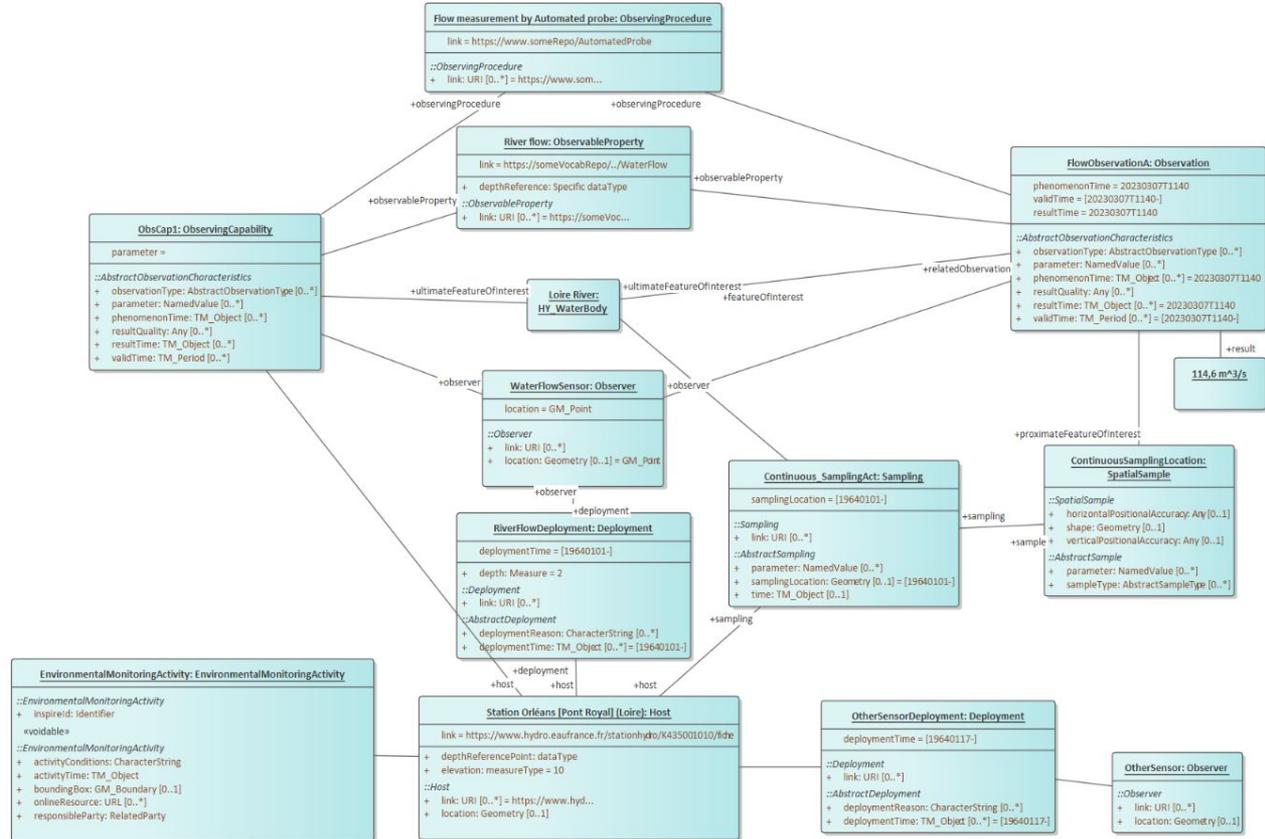 Flow measurement by Automated probe: ObservingProcedure
link = https://www.someRepo/AutomatedProbe
::ObservingProcedure
+ link: URI [0..*] = https://www.som...
+observingProcedure
+observingProcedure
River flow: ObservableProperty
link = https://someVocabRepo/../WaterFlow
+ depthReference: Specific dataType
::ObservableProperty
+ link: URI [0..*] = https://someVoc...
+observableProperty
+observableProperty
FlowObservationA: Observation
phenomenonTime = 20230307T1140
validTime = [20230307T1140-]
resultTime = 20230307T1140
::AbstractObservationCharacteristics
+ observationType: AbstractObservationType [0..*]
+ parameter: NamedValue [0..*]
+ phenomenonTime: TM_Object [0..*] = 20230307T1140
+ resultQuality: Any [0..*]
+ resultTime: TM_Object [0..*] = 20230307T1140
+ validTime: TM_Period [0..*] = [20230307T1140-]
ObsCap1: ObservingCapability
parameter =
::AbstractObservationCharacteristics
+ observationType: AbstractObservationType [0..*]
+ parameter: NamedValue [0..*]
+ phenomenonTime: TM_Object [0..*]
+ resultQuality: Any [0..*]
+ resultTime: TM_Object [0..*]
+ validTime: TM_Period [0..*]
+ultimateFeatureOfInterest
Loire River:
HY_WaterBody
+ultimateFeatureOfInterest
+relatedObservation
+featureOfInterest
+result
114,6 m^3/s
+observer
WaterFlowSensor: Observer
location = GM_Point
::Observer
+ link: URI [0..*]
+ location: Geometry [0..1] = GM_Point
+observer
+observer
+deployment
+proximateFeatureOfInterest
ContinuousSamplingLocation:
SpatialSample
::SpatialSample
+ horizontalPositionalAccuracy: Any [0..1]
+ shape: Geometry [0..1]
+ verticalPositionalAccuracy: Any [0..1]
::AbstractSample
+ parameter: NamedValue [0..*]
+ sampleType: AbstractSampleType [0..*]
Continuous_SamplingAct: Sampling
samplingLocation = [19640101-]
::Sampling
+ link: URI [0..*]
::AbstractSampling
+ parameter: NamedValue [0..*]
+ samplingLocation: Geometry [0..1] = [19640101-]
+ time: TM_Object [0..1]
+sampling
+sample
+sampling
RiverFlowDeployment: Deployment
deploymentTime = [19640101-]
+ depth: Measure = 2
::Deployment
+ link: URI [0..*]
::AbstractDeployment
+ deploymentReason: CharacterString [0..*]
+ deploymentTime: TM_Object [0..*] = [19640101-]
+deployment
+host
+host
+host
EnvironmentalMonitoringActivity: EnvironmentalMonitoringActivity
::EnvironmentalMonitoringActivity
+ inspireId: Identifier
«voidable»
::EnvironmentalMonitoringActivity
+ activityConditions: CharacterString
+ activityTime: TM_Object
+ boundingBox: GM_Boundary [0..1]
+ onlineResource: URL [0..*]
+ responsibleParty: RelatedParty
Station Orléans [Pont Royal] (Loire): Host
link = https://www.hydro.eaufrance.fr/stationhydro/K435001010/fiche
+ depthReferencePoint: dataType
+ elevation: measureType = 10
::Host
+ link: URI [0..*] = https://www.hyd...
+ location: Geometry [0..1]
OtherSensorDeployment: Deployment
deploymentTime = [19640117-]
::Deployment
+ link: URI [0..*]
::AbstractDeployment
+ deploymentReason: CharacterString [0..*]
+ deploymentTime: TM_Object [0..*] = [19640117-]
OtherSensor: Observer
::Observer
+ link: URI [0..*]
+ location: Geometry [0..1]